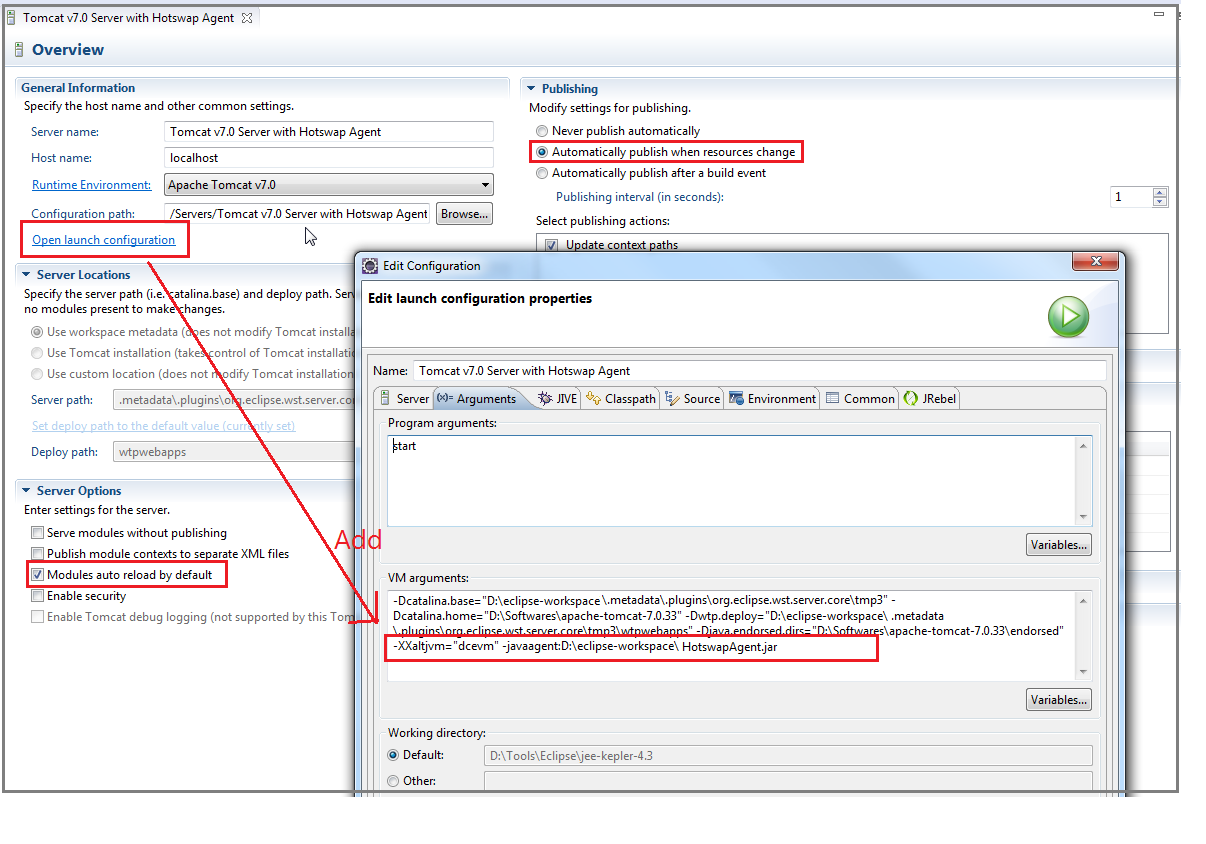 Tomcat v7.0 Server with Hotswap Agent
Overview
General Information
Specify the host name and other common settings.
Server name:
Tomcat v7.0 Server with Hotswap Agent
Host name:
localhost
Runtime Environment:
Apache Tomcat v7.0
Configuration path:
/Servers/Tomcat v7.0 Server with Hotswap Agent
Browse...
Open launch configuration
Server Locations
Specify the server path (i.e. catalina.base) and deploy path. Serv
no modules present to make changes.
Use workspace metadata (does not modify Tomcat installa
Use Tomcat installation (takes control of Tomcat installatio
Use custom location (does not modify Tomcat installation
Server path:
.metadata\.plugins\org.eclipse.wst.server.co
Set deploy path to the default value (currently set)
Deploy path:
wtpwebapps
Server Options
Enter settings for the server.
Serve modules without publishing
Publish module contexts to separate XML files
Modules auto reload by default
Enable security
Enable Tomcat debug logging (not supported by this Tom
Publishing
Modify settings for publishing.
Never publish automatically
Automatically publish when resources change
Automatically publish after a build event
Publishing interval (in seconds):
1
Select publishing actions:
Update context paths
Add
Edit Configuration
Edit launch configuration properties
Name:
Tomcat v7.0 Server with Hotswap Agent
Server
(x)= Arguments
JIVE
Classpath
Source
Environment
Common
JRebel
Program arguments:
start
Variables...
VM arguments:
-Dcatalina.base="D:\eclipse-workspace\.metadata\.plugins\org.eclipse.wst.server.core\tmp3" -
Dcatalina.home="D:\Softwares\apache-tomcat-7.0.33" -Dwtp.deploy="D:\eclipse-workspace\ .metadata
\.plugins\org.eclipse.wst.server.core\tmp3\wtpwebapps" -Djava.endorsed.dirs="D:\Softwares\apache-tomcat-7.0.33\endorsed"
-XXaltjvm="dcevm" -javaagent:D:\eclipse-workspace\ HotswapAgent.jar
Variables...
Working directory:
Default:
D:\Tools\Eclipse\jee-kepler-4.3
Other: